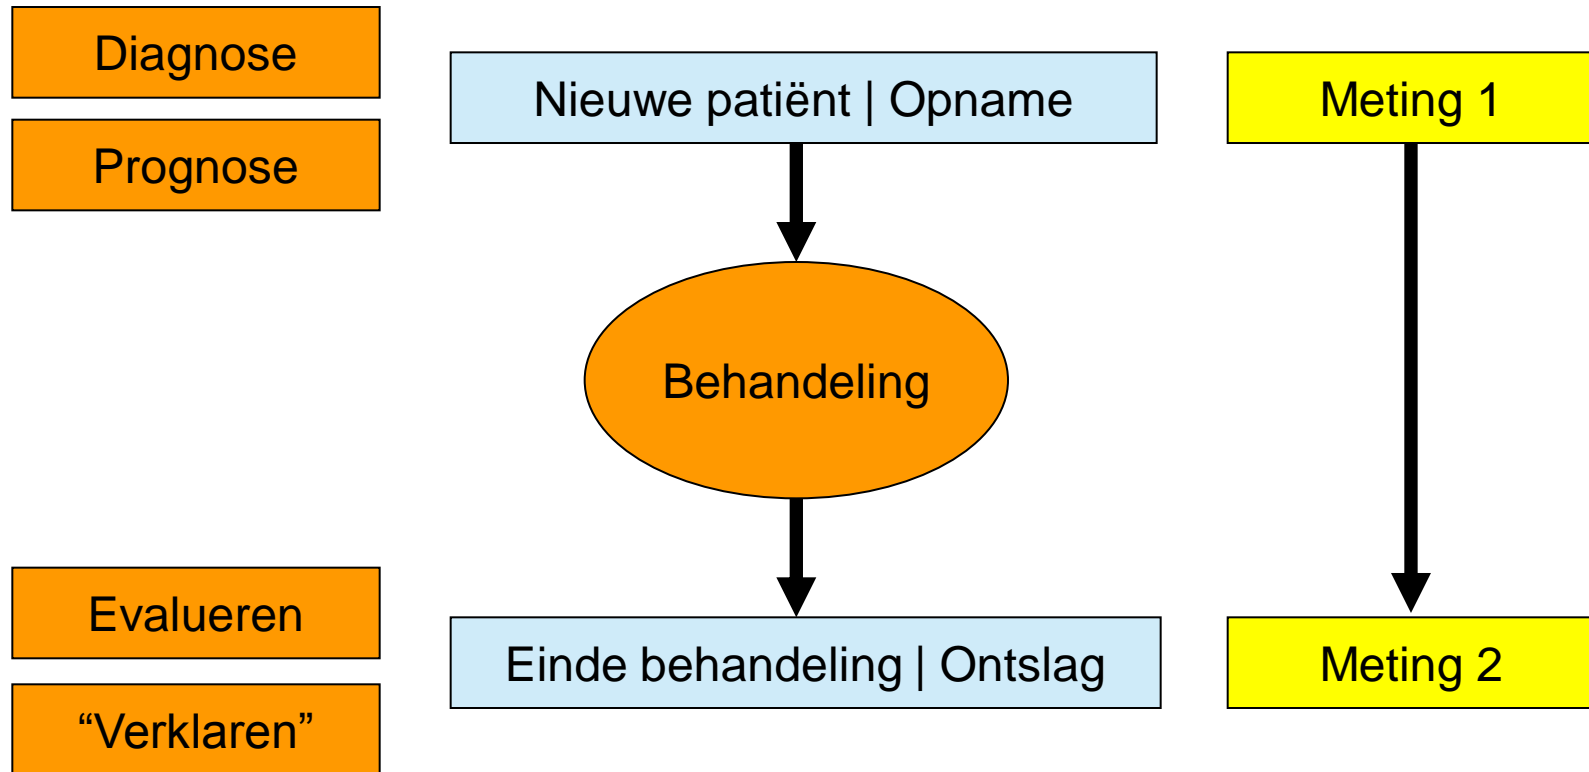 Diagnose
Prognose
Nieuwe patiënt | Opname
Meting 1
Behandeling
Evalueren
“Verklaren”
Einde behandeling | Ontslag
Meting 2